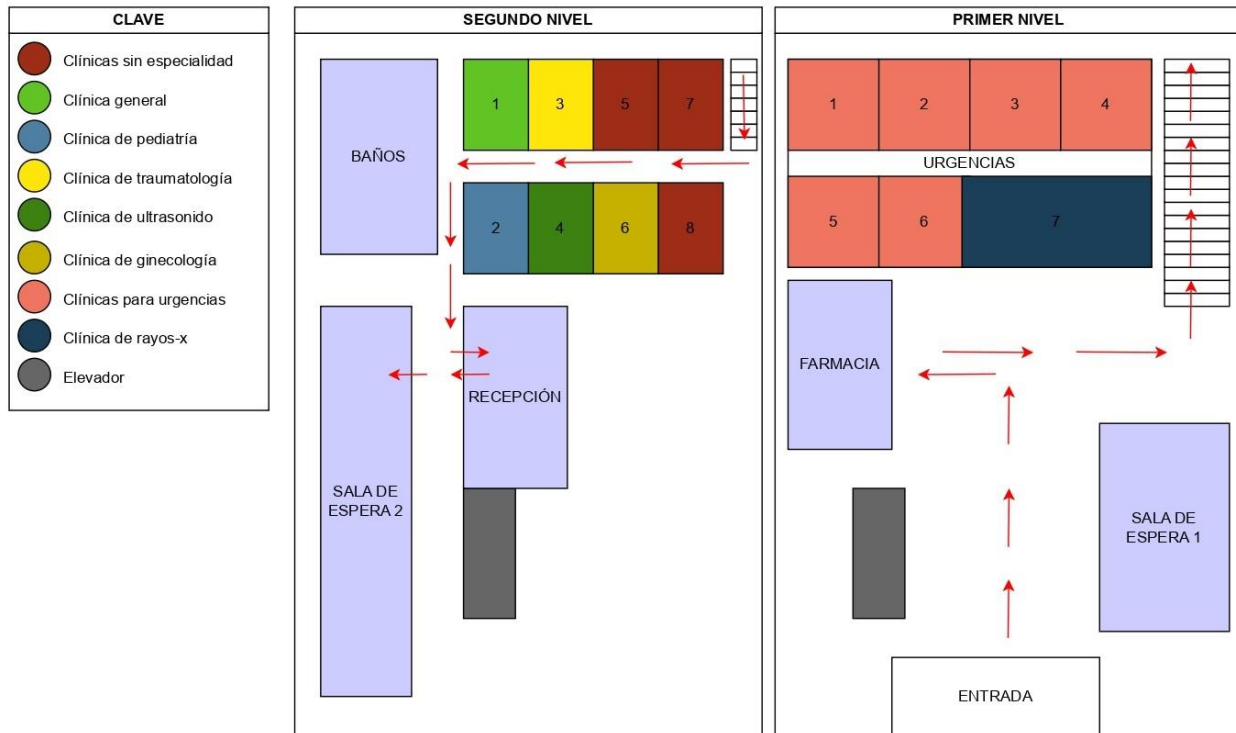 CLAVE
Clínicas sin especialidad
Clínica general
Clínica de pediatría
Clínica de traumatología
Clínica de ultrasonido
Clínica de ginecología
Clínicas para urgencias
Clínica de rayos-x
Elevador
SEGUNDO NIVEL
BAÑOS
1
3
5
7
2
4
6
8
RECEPCIÓN
SALA DE
ESPERA 2
PRIMER NIVEL
1
2
3
4
URGENCIAS
5
6
7
FARMACIA
SALA DE
ESPERA 1
ENTRADA